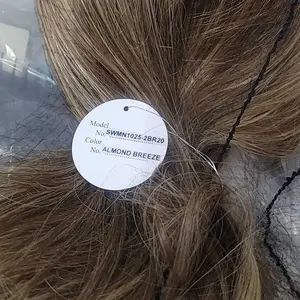 Model
No. SWMN1025-2BR20
Color
No. ALMOND BREEZE